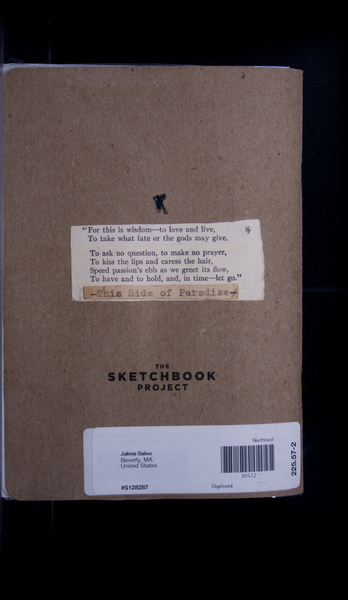 "For this is wisdom—to love and live,
To take what fate or the gods may give,
To ask no question, to make no prayer,
To kiss the lips and caress the hair,
Speed passion's ebb as we greet its flow,
To have and to hold, and, in time—let go."
—This Side of Paradise—
THE
SKETCHBOOK
PROJECT
Northeast
Jahna Salvo
Beverly, MA
United States
225.57-2
#S128287
Digitized